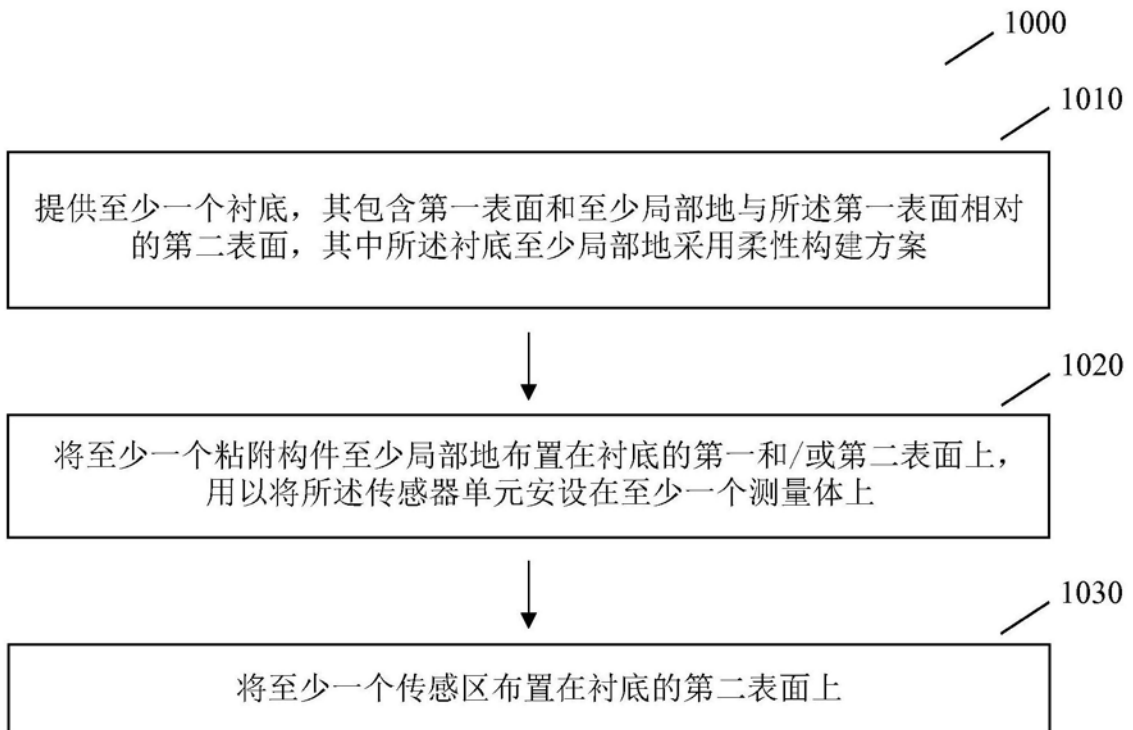 1000
1010
提供至少一个衬底，其包含第一表面和至少局部地与所述第一表面相对
的第二表面，其中所述衬底至少局部地采用柔性构建方案
1020
将至少一个粘附构件至少局部地布置在衬底的第一和/或第二表面上，
用以将所述传感器单元安设在至少一个测量体上
1030
将至少一个传感区布置在衬底的第二表面上